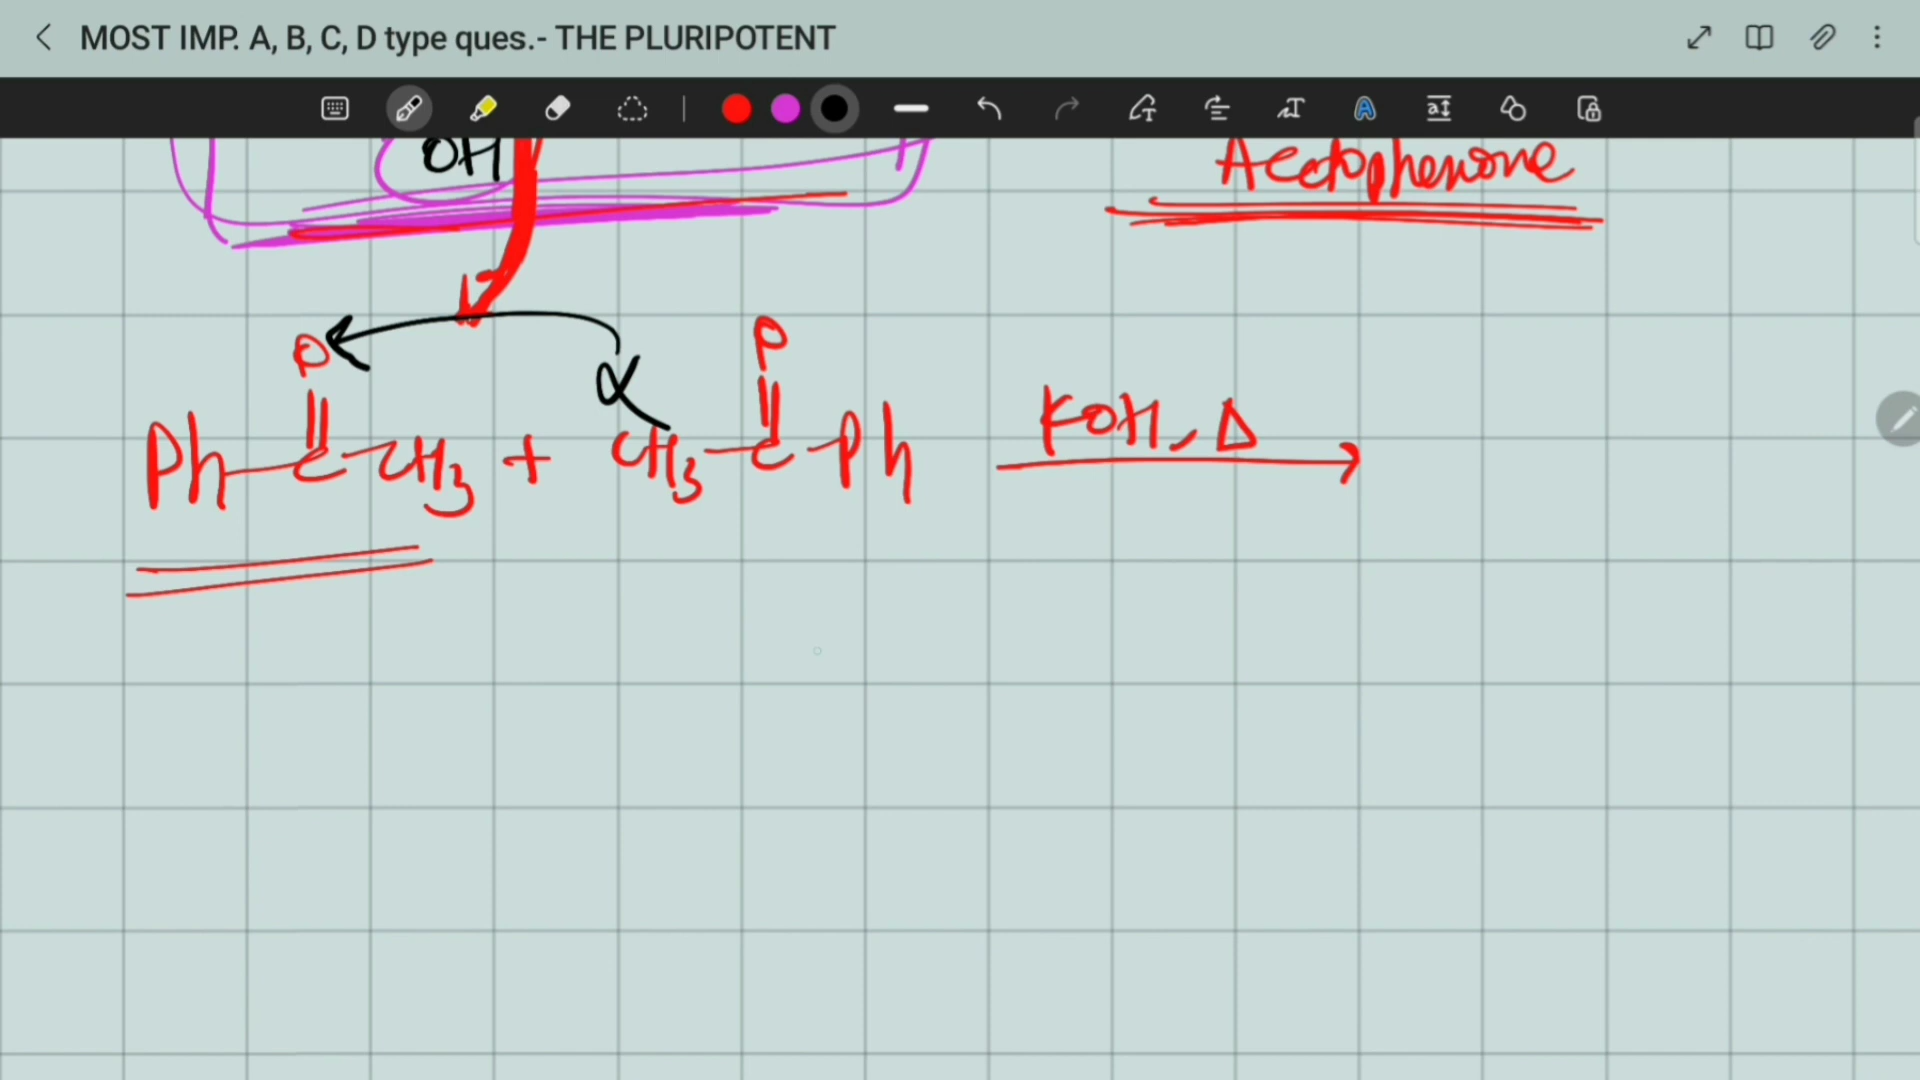 MOST IMP. A, B, C, D type ques.- THE PLURIPOTENT
OH
Acetophenone
O O
α
Ph-C-CH3 + CH3-C-Ph KOH, Δ